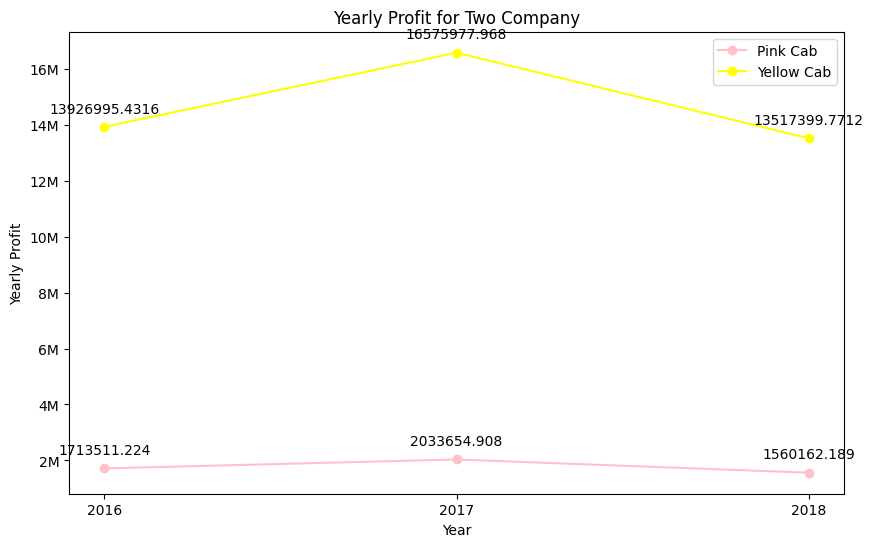 Yearly Profit for Two Company
16575977.968
Pink Cab
Yellow Cab
16M
13926995.4316
13517399.7712
14M
12M
10M
Yearly Profit
8M
6M
4M
1713511.224
2033654.908
1560162.189
2M
2016
2017
2018
Year